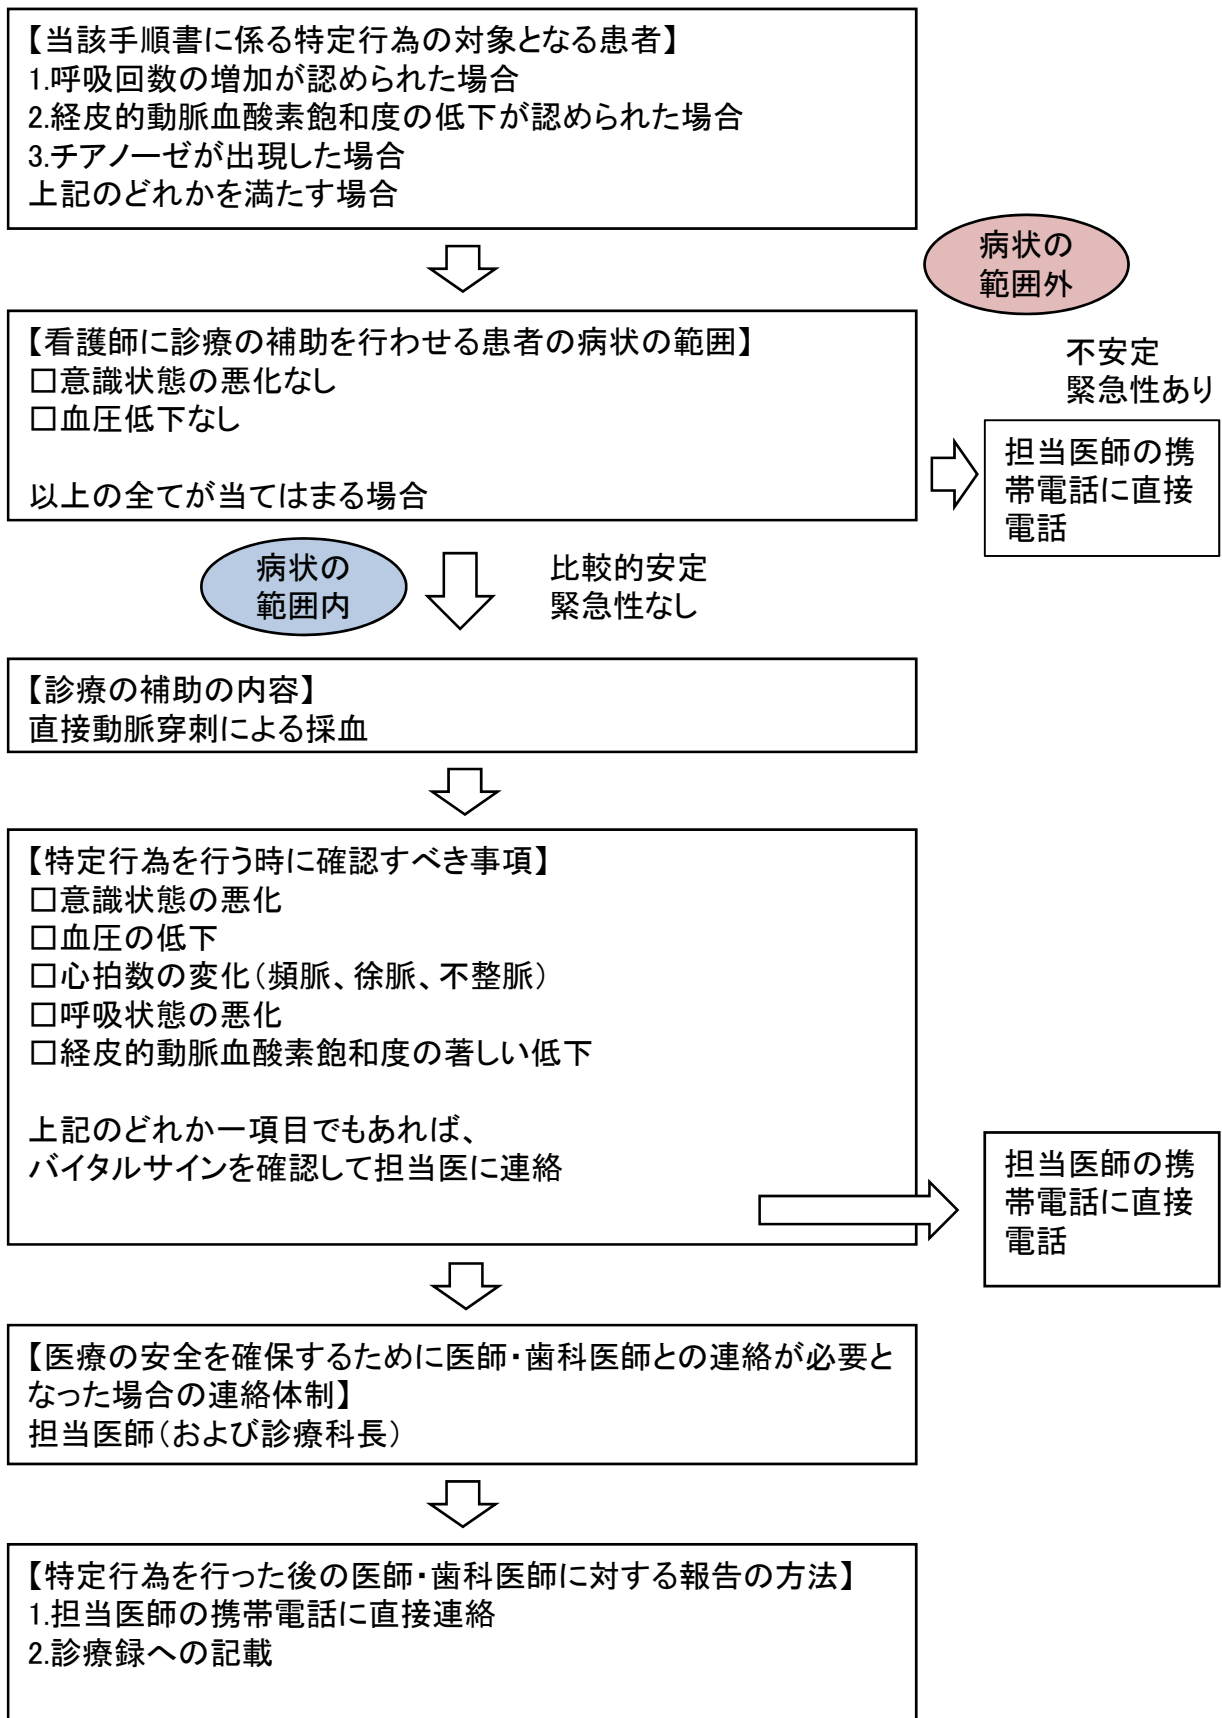 【当該手順書に係る特定行為の対象となる患者】
1.呼吸回数の増加が認められた場合
2.経皮的動脈血酸素飽和度の低下が認められた場合
3.チアノーゼが出現した場合
上記のどれかを満たす場合
病状の
範囲外
【看護師に診療の補助を行わせる患者の病状の範囲】
□意識状態の悪化なし
□血圧低下なし
以上の全てが当てはまる場合
不安定
緊急性あり
担当医師の携
帯電話に直接
電話
病状の
範囲内
比較的安定
緊急性なし
【診療の補助の内容】
直接動脈穿刺による採血
【特定行為を行う時に確認すべき事項】
□意識状態の悪化
□血圧の低下
□心拍数の変化（頻脈、徐脈、不整脈）
□呼吸状態の悪化
□経皮的動脈血酸素飽和度の著しい低下
上記のどれか一項目でもあれば、
バイタルサインを確認して担当医に連絡
担当医師の携
帯電話に直接
電話
【医療の安全を確保するために医師・歯科医師との連絡が必要と
なった場合の連絡体制】
担当医師（および診療科長）
【特定行為を行った後の医師・歯科医師に対する報告の方法】
1.担当医師の携帯電話に直接連絡
2.診療録への記載